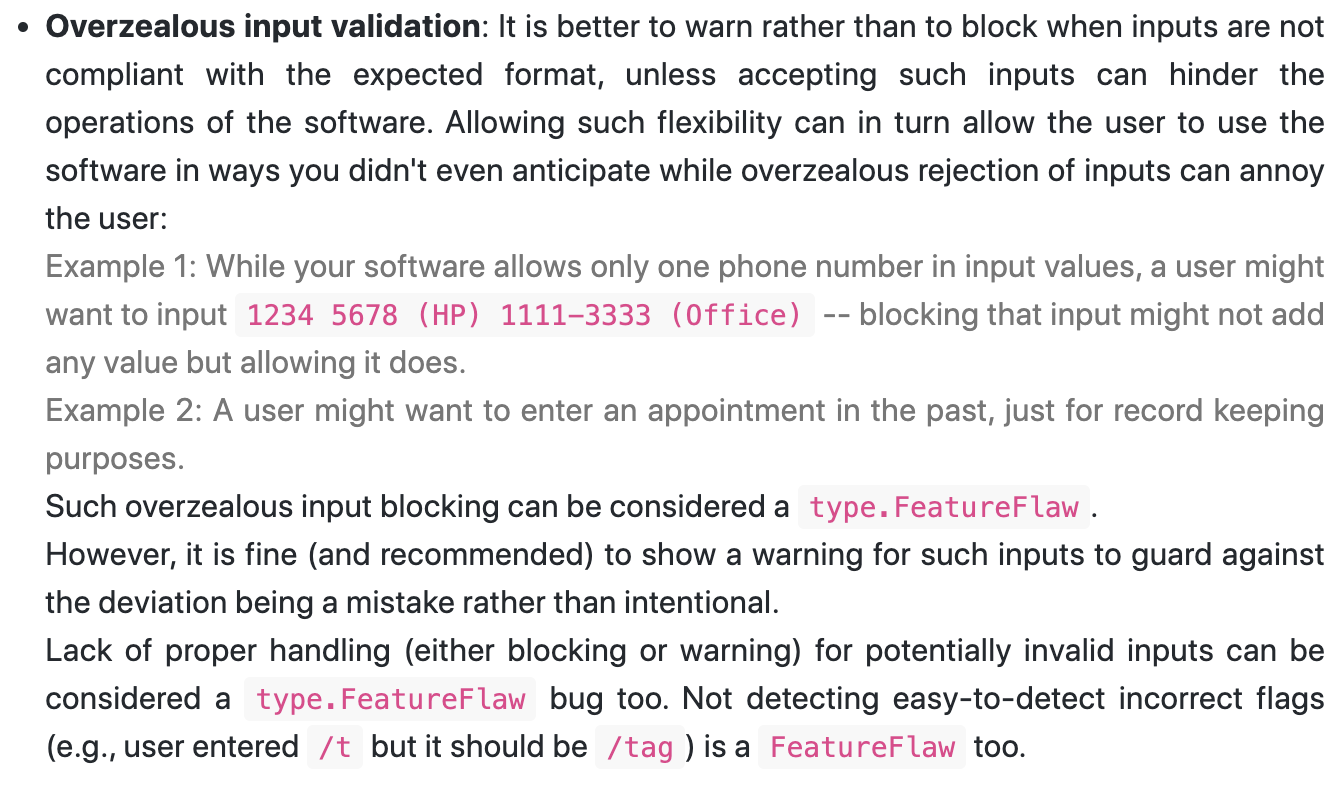 • Overzealous input validation: It is better to warn rather than to block when inputs are not
compliant with the expected format, unless accepting such inputs can hinder the
operations of the software. Allowing such flexibility can in turn allow the user to use the
software in ways you didn't even anticipate while overzealous rejection of inputs can annoy
the user:
Example 1: While your software allows only one phone number in input values, a user might
want to input 1234 5678 (HP) 1111-3333 (Office) -- blocking that input might not add
any value but allowing it does.
Example 2: A user might want to enter an appointment in the past, just for record keeping
purposes.
Such overzealous input blocking can be considered a type.FeatureFlaw.
However, it is fine (and recommended) to show a warning for such inputs to guard against
the deviation being a mistake rather than intentional.
Lack of proper handling (either blocking or warning) for potentially invalid inputs can be
considered a type.FeatureFlaw bug too. Not detecting easy-to-detect incorrect flags
(e.g., user entered /t but it should be /tag) is a FeatureFlaw too.